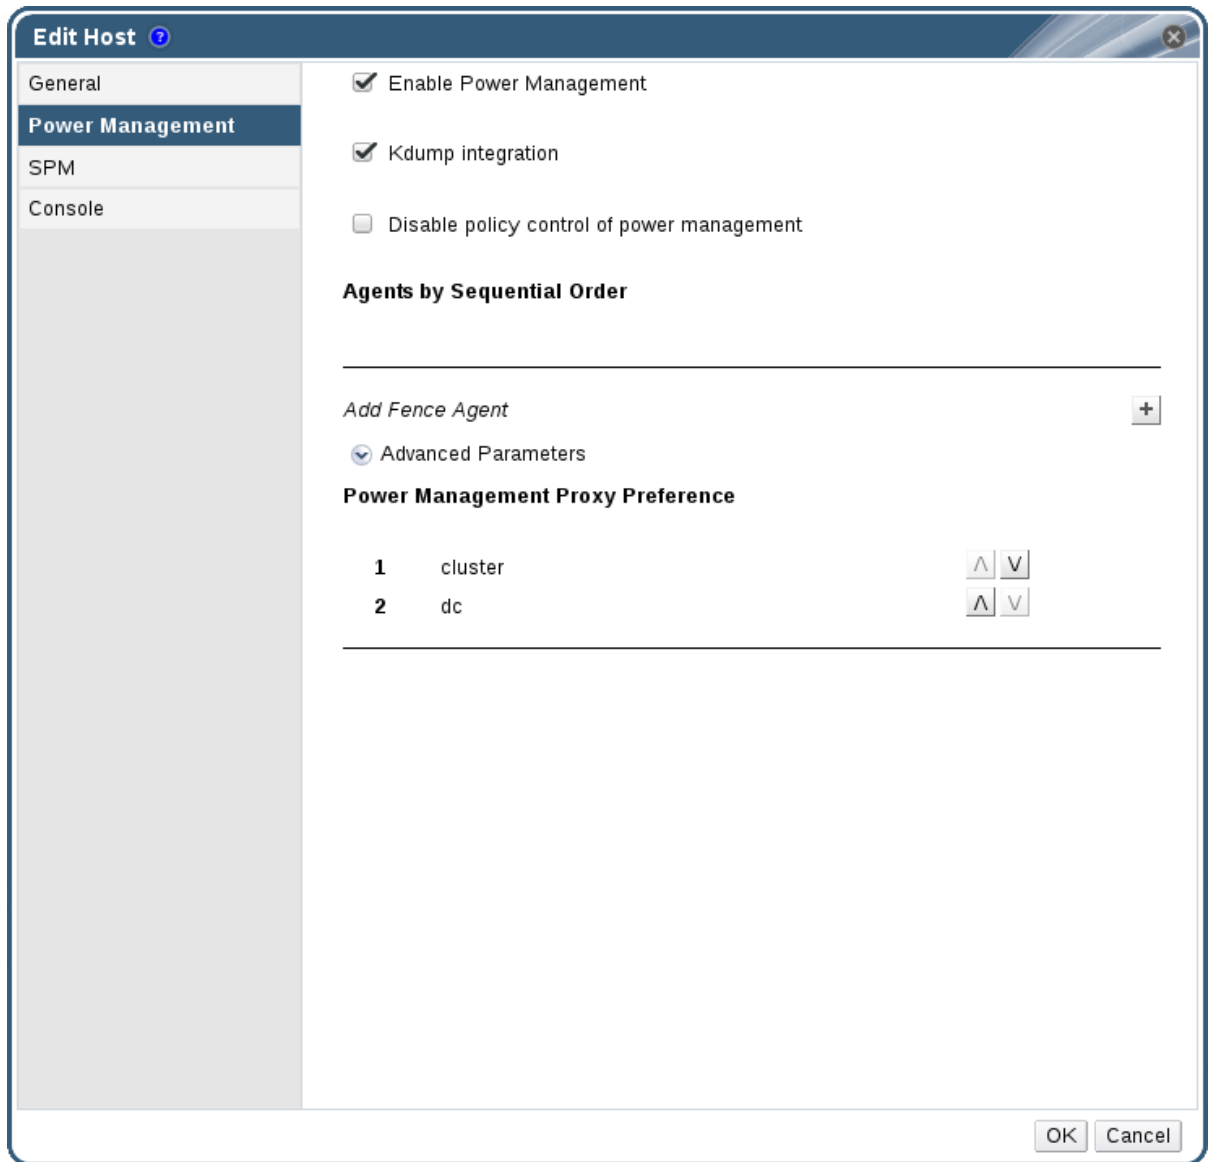 Edit Host ?
General
Power Management
SPM
Console
Enable Power Management
Kdump integration
Disable policy control of power management
Agents by Sequential Order
Add Fence Agent +
Advanced Parameters
Power Management Proxy Preference
1 cluster
2 dc
OK Cancel